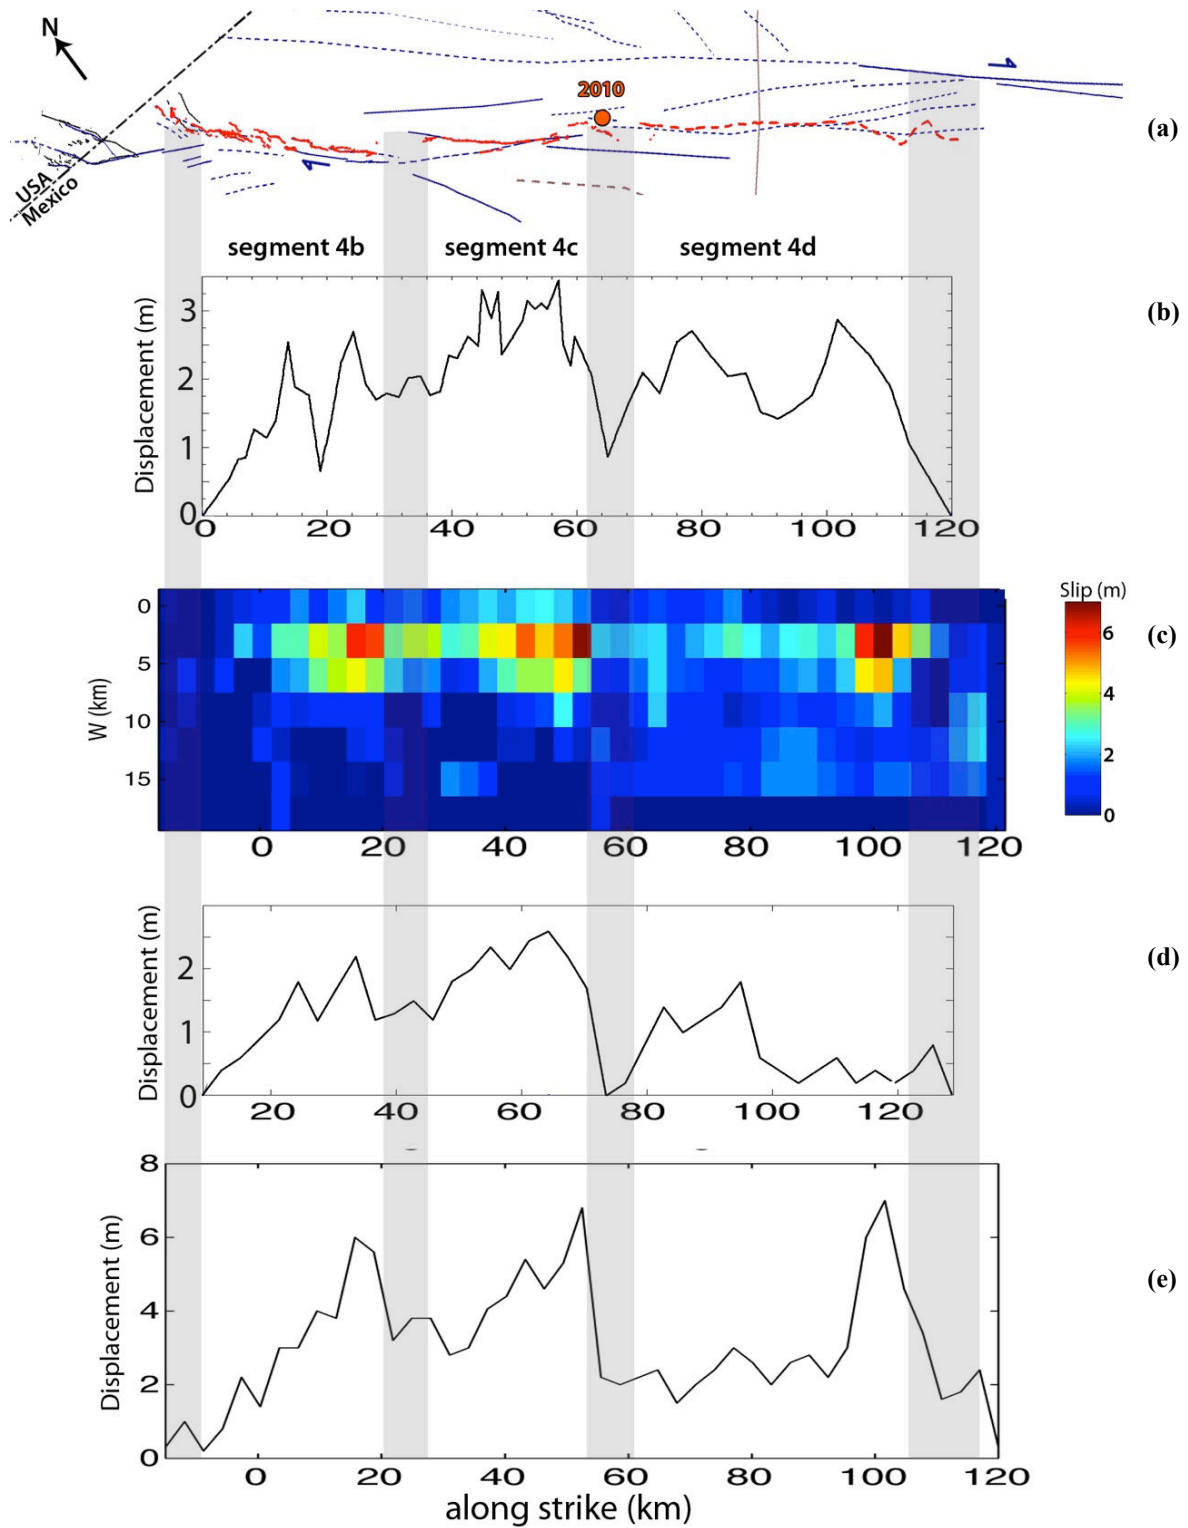 N
2010
(a)
USA
Mexico
segment 4b segment 4c segment 4d
Displacement (m)
3
2
1
0
0 20 40 60 80 100 120
(b)
W (km)
0
5
10
15
0 20 40 60 80 100 120
Slip (m)
6
4
2
0
(c)
Displacement (m)
2
1
0
20 40 60 80 100 120
(d)
Displacement (m)
8
6
4
2
0
0 20 40 60 80 100 120
along strike (km)
(e)